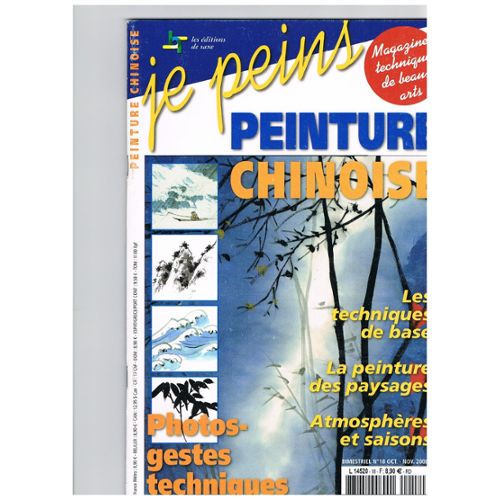 les éditions
de saxe
je peins
Magazine
technique
de beaux
arts
PEINTURE
CHINOISE
PEINTURE CHINOISE
Les
techniques
de base
La peinture
des paysages
Atmosphères
et saisons
Photos-
gestes
techniques
BIMESTRIEL N°18 OCT. - NOV.
L 14520 - 18 - F: 8,90 € - RD